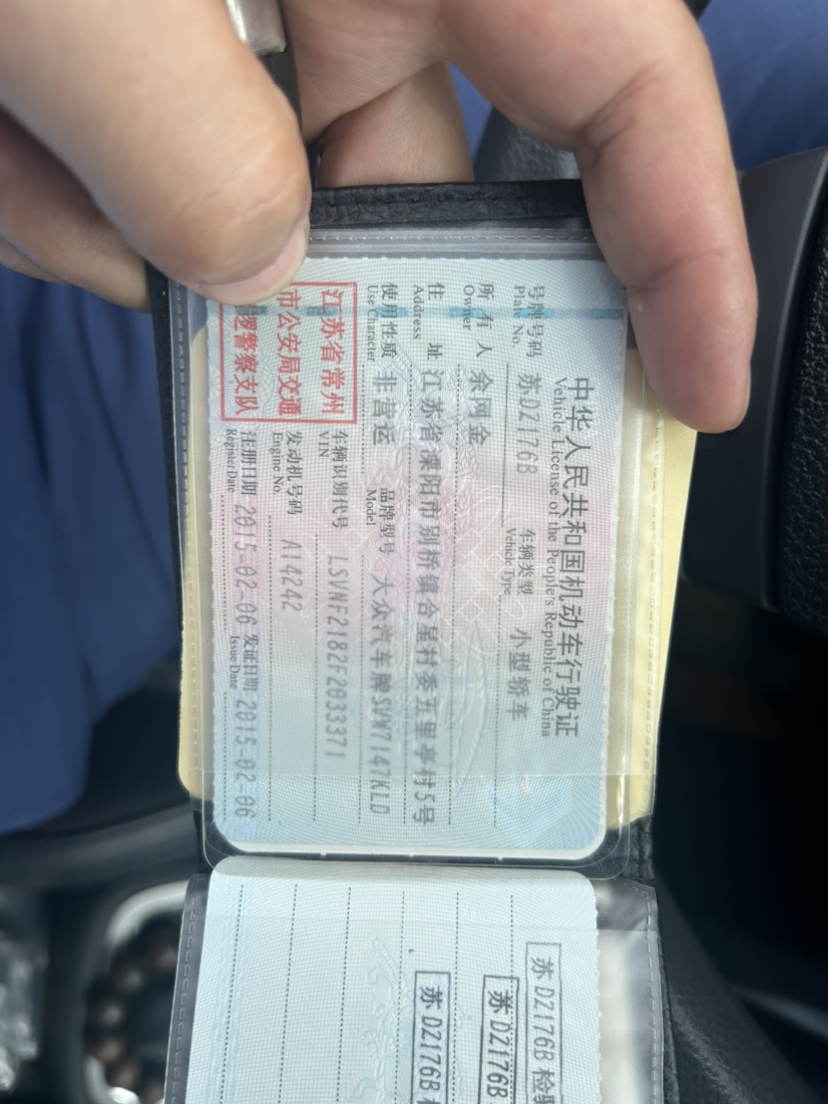 中华人民共和国机动车行驶证
Vehicle License of the People's Republic of China
号牌号码 苏DZ176B 车辆类型 小型轿车
Plate No. Vehicle Type
所有人 余网金
Owner
住址 江苏省溧阳市别桥镇合星村委五里亭村5号
Address
使用性质 非营运 品牌型号 大众汽车牌SVW7147KLD
Use Character Model
江苏省常州
市公安局交通
巡逻警察支队
车辆识别代号 LSVNF2182F2033371
VIN
发动机号码 A14242
Engine No.
注册日期 2015-02-06 发证日期 2015-02-06
Register Date Issue Date
苏DZ176B 检验
苏DZ176B
苏DZ176B